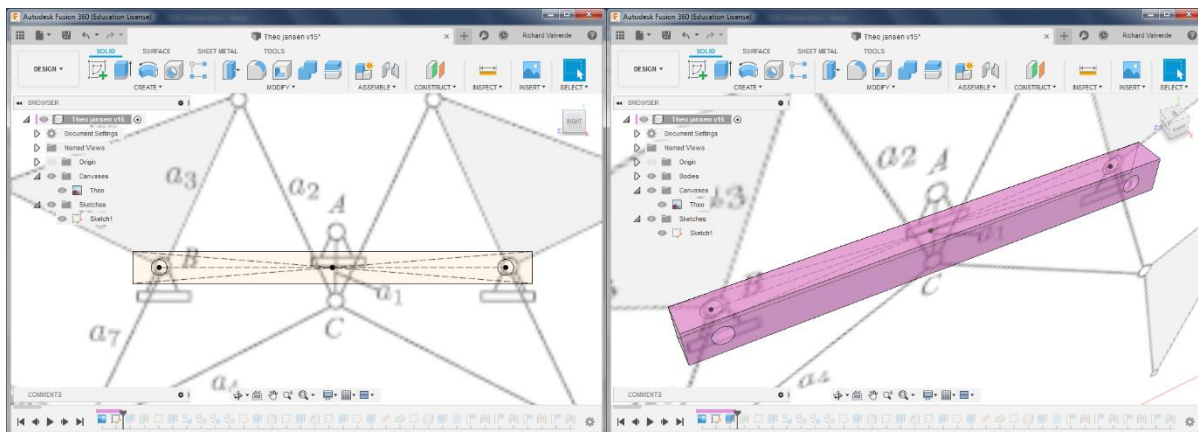 Autodesk Fusion 360 (Education License)
Theo jansen v15*
Richard Valverde
SOLID SURFACE SHEET METAL TOOLS
DESIGN
CREATE MODIFY ASSEMBLE CONSTRUCT INSPECT INSERT SELECT
BROWSER
Theo jansen v15
Document Settings
Named Views
Origin
Canvases
Theo
Sketches
Sketch1
RIGHT
Z
a3
a2
A
B
a1
C
a7
a4
COMMENTS
Autodesk Fusion 360 (Education License)
Theo jansen v15*
Richard Valverde
SOLID SURFACE SHEET METAL TOOLS
DESIGN
CREATE MODIFY ASSEMBLE CONSTRUCT INSPECT INSERT SELECT
BROWSER
Theo jansen v15
Document Settings
Named Views
Origin
Bodies
Canvases
Theo
Sketches
Sketch1
a2
A
3
B
a1
C
a4
COMMENTS